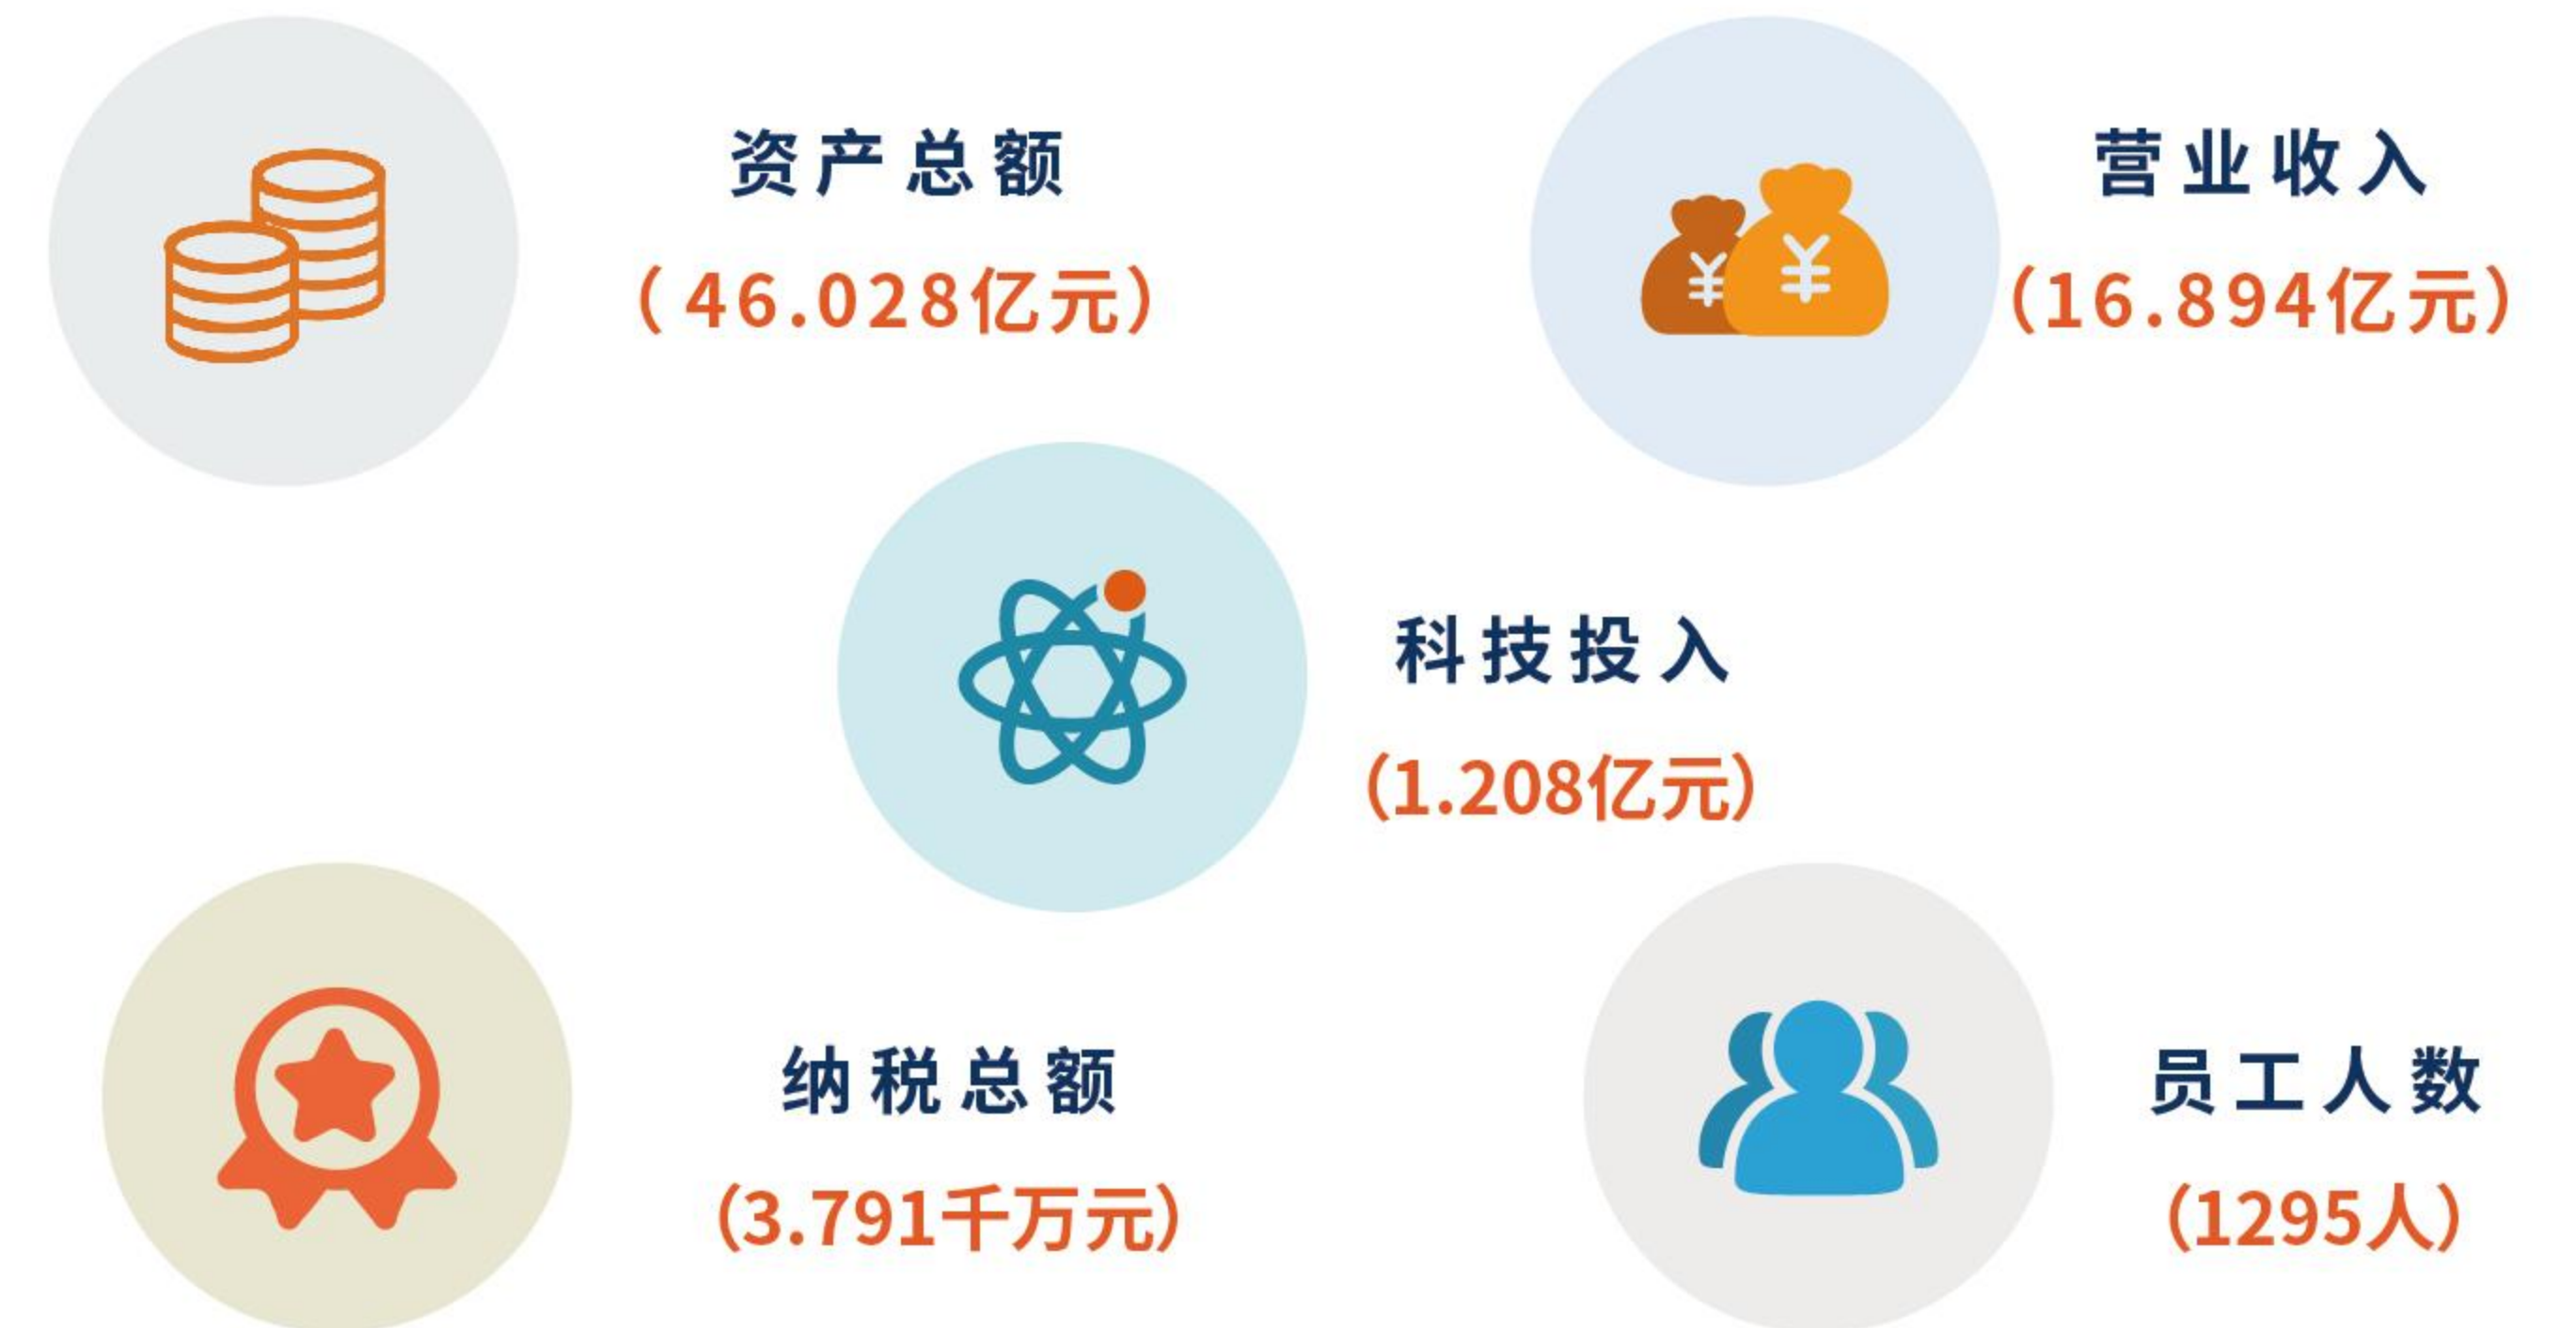 资产总额
( 46.028亿元)
营业收入
(16.894亿元)
科技投入
(1.208亿元)
纳税总额
(3.791千万元)
员工人数
(1295人)